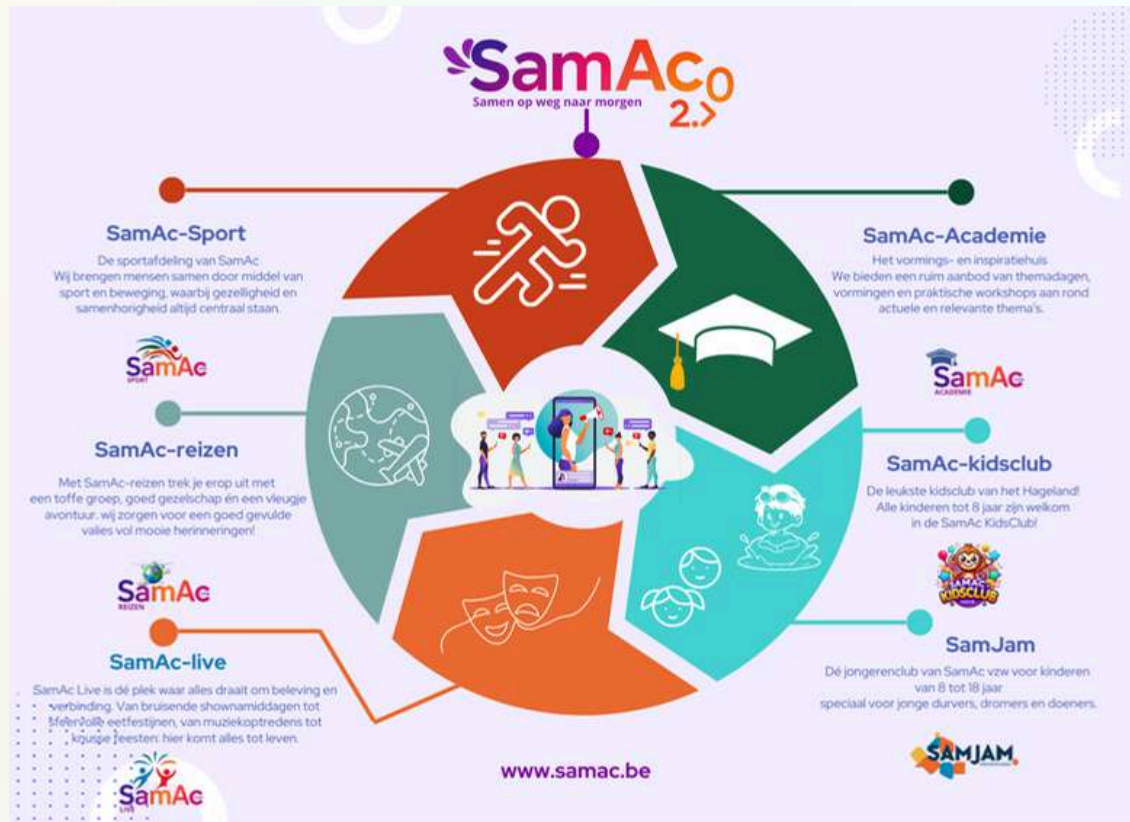 SamAc 2.0
Samen op weg naar morgen
SamAc-Sport
De sportafdeling van SamAc
Wij brengen mensen samen door middel van
sport en beweging, waarbij gezelligheid en
samenhorigheid altijd centraal staan.
SamAc
SPORT
SamAc-reizen
Met SamAc-reizen trek je erop uit met
een toffe groep, goed gezelschap én een vleugje
avontuur. wij zorgen voor een goed gevulde
valies vol mooie herinneringen!
SamAc
REIZEN
SamAc-live
SamAc Live is dé plek waar alles draait om beleving en
verbinding. Van bruisende shownamiddagen tot
sfeervolle eetfestijnen, van muziekoptredens tot
knusse feesten: hier komt alles tot leven.
SamAc
LIVE
SamAc-Academie
Het vormings- en inspiratiehuis
We bieden een ruim aanbod van themadagen,
vormingen en praktische workshops aan rond
actuele en relevante thema's.
SamAc
ACADEMIE
SamAc-kidsclub
De leukste kidsclub van het Hageland!
Alle kinderen tot 8 jaar zijn welkom
in de SamAc KidsClub!
SAMAC
KIDSCLUB
SamJam
Dé jongerenclub van SamAc vzw voor kinderen
van 8 tot 18 jaar
speciaal voor jonge durvers, dromers en doeners.
SAMJAM
www.samac.be